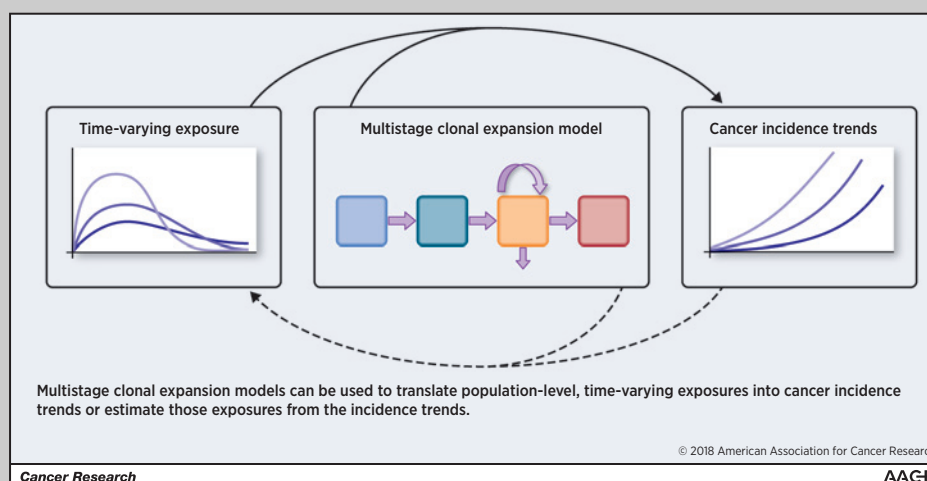 Time-varying exposure
Multistage clonal expansion model
Cancer incidence trends
Multistage clonal expansion models can be used to translate population-level, time-varying exposures into cancer incidence
trends or estimate those exposures from the incidence trends.
© 2018 American Association for Cancer
Cancer Research